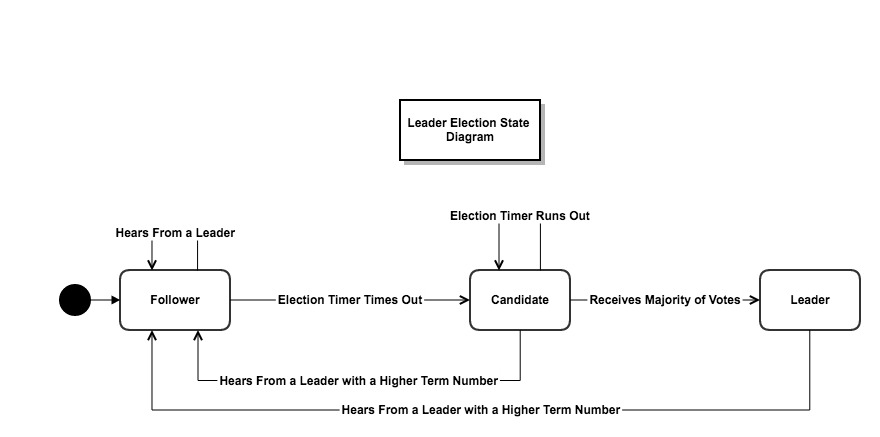 Leader Election State
Diagram
Election Timer Runs Out
Hears From a Leader
Follower
Election Timer Times Out
Candidate
Receives Majority of Votes
Leader
Hears From a Leader with a Higher Term Number
Hears From a Leader with a Higher Term Number